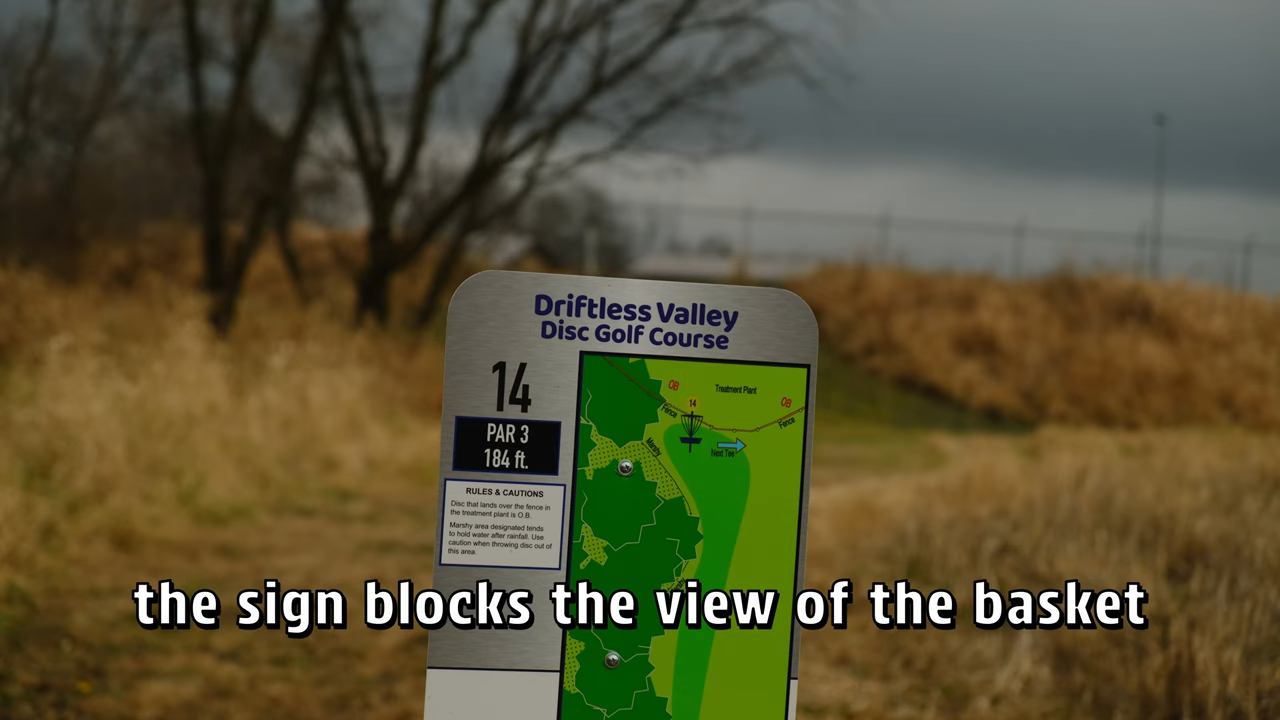 Driftless Valley
Disc Golf Course
14
PAR 3
184 ft.
RULES & CAUTIONS
Disc that lands over the fence in
the treatment plant is O.B.
Marshy area designated tends
to hold water after rainfall. Use
caution when throwing disc out of
this area.
OB
Treatment Plant
OB
14
Fence
Fence
Next Tee
Marshy
the sign blocks the view of the basket